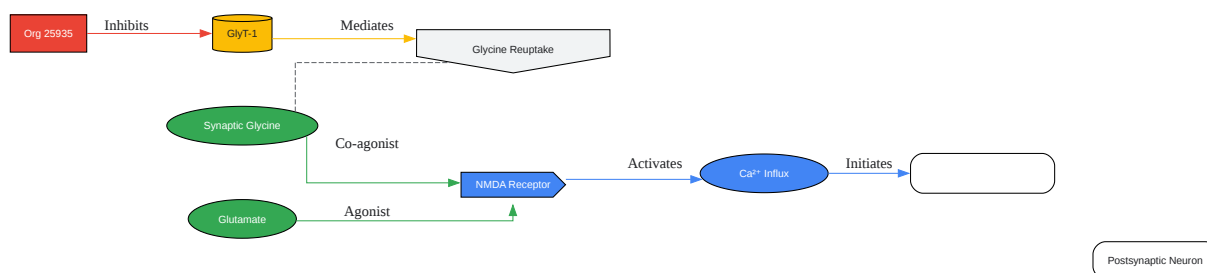 Org 25935
Inhibits
GlyT-1
Mediates
Glycine Reuptake
Synaptic Glycine
Co-agonist
NMDA Receptor
Activates
Ca²⁺ Influx
Initiates
Glutamate
Agonist
Postsynaptic Neuron